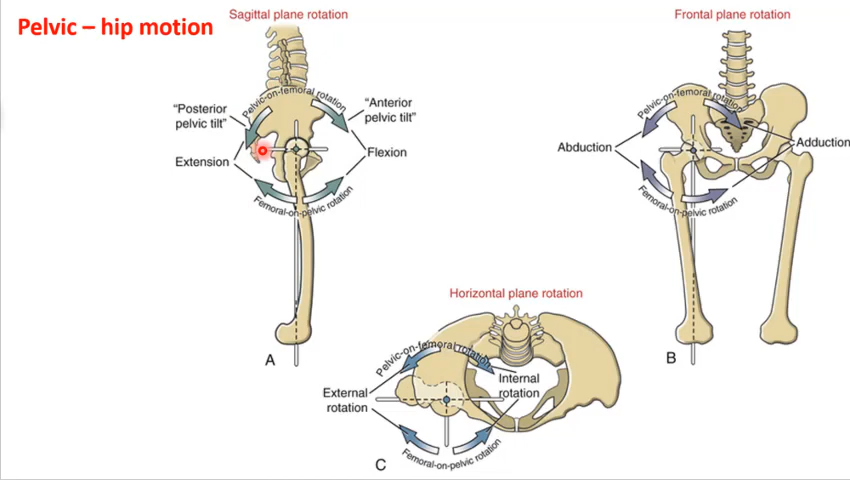 Pelvic – hip motion
Sagittal plane rotation
Pelvic-on-femoral rotation
"Posterior
pelvic tilt"
"Anterior
pelvic tilt"
Extension
Flexion
Femoral-on-pelvic rotation
A
Frontal plane rotation
Pelvic-on-femoral rotation
Abduction
Adduction
Femoral-on-pelvic rotation
B
Horizontal plane rotation
Pelvic-on-femoral rotation
External
rotation
Internal
rotation
Femoral-on-pelvic rotation
C